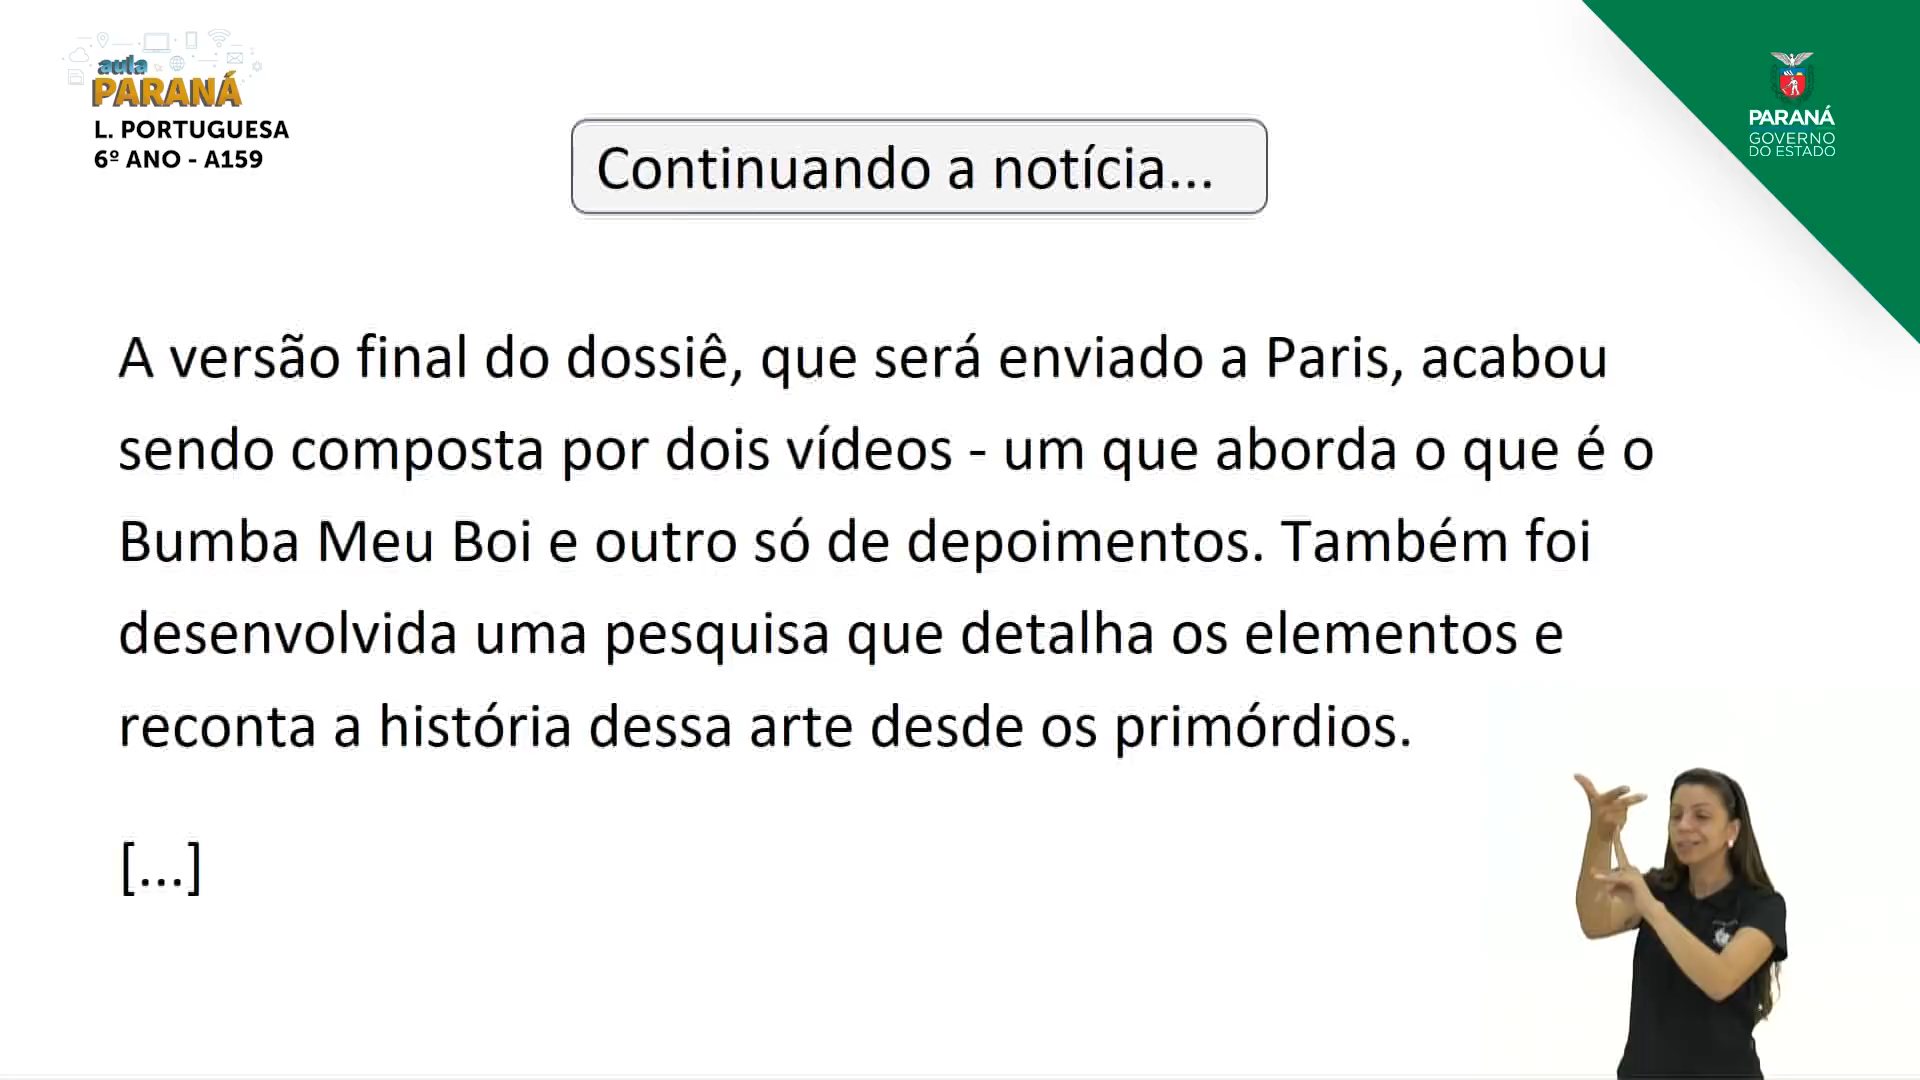 aula
PARANÁ
L. PORTUGUESA
6º ANO - A159
PARANÁ
GOVERNO
DO ESTADO
Continuando a notícia...
A versão final do dossiê, que será enviado a Paris, acabou
sendo composta por dois vídeos - um que aborda o que é o
Bumba Meu Boi e outro só de depoimentos. Também foi
desenvolvida uma pesquisa que detalha os elementos e
reconta a história dessa arte desde os primórdios.
[...]